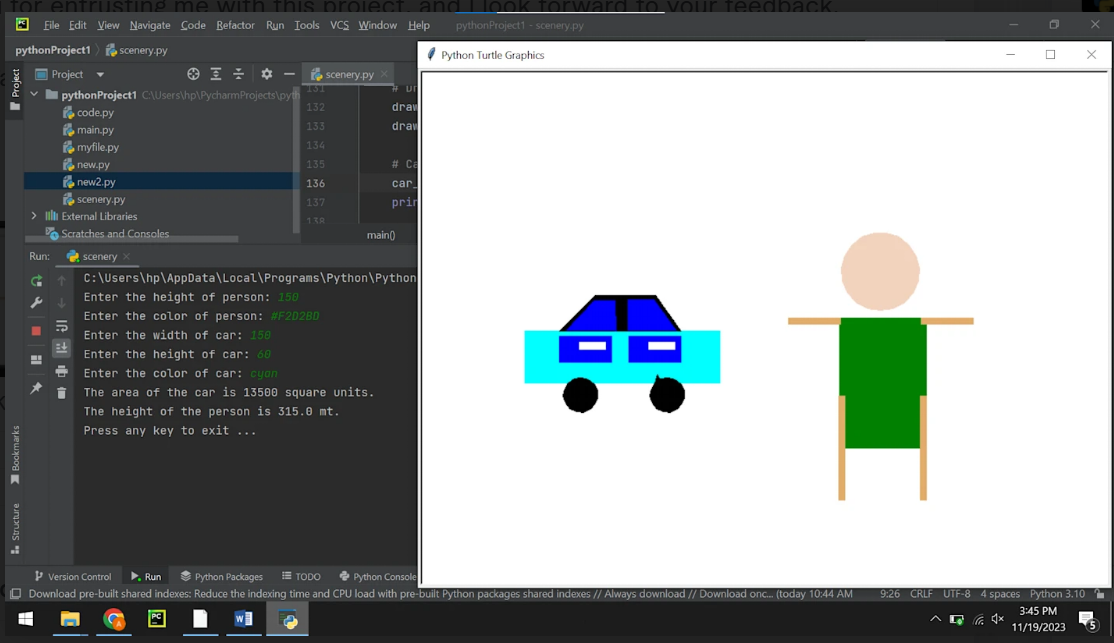 for entrusting me with this project, and
ok forward to your feedback
File Edit View Navigate Code Refactor Run Tools VCS Window Help pythonProject1 - scenery.py
pythonProject1 scenery.py
Python Turtle Graphics
Project
Project
scenery.py
pythonProject1 C:\Users\hp\PycharmProjects\pyth
code.py
main.py
myfile.py
new.py
new2.py
scenery.py
External Libraries
Scratches and Consoles
131 # Dr
132 draw
133 draw
134
135 # Ca
136 car_
137 prin
138
main()
Run: scenery
C:\Users\hp\AppData\Local\Programs\Python\Python
Enter the height of person: 150
Enter the color of person: #F2D2BD
Enter the width of car: 150
Enter the height of car: 60
Enter the color of car: cyan
The area of the car is 13500 square units.
The height of the person is 315.0 mt.
Press any key to exit ...
Bookmarks
Structure
Version Control Run Python Packages TODO Python Console
Download pre-built shared indexes: Reduce the indexing time and CPU load with pre-built Python packages shared indexes // Always download // Download onc... (today 10:44 AM 9:26 CRLF UTF-8 4 spaces Python 3.10
3:45 PM
11/19/2023
5